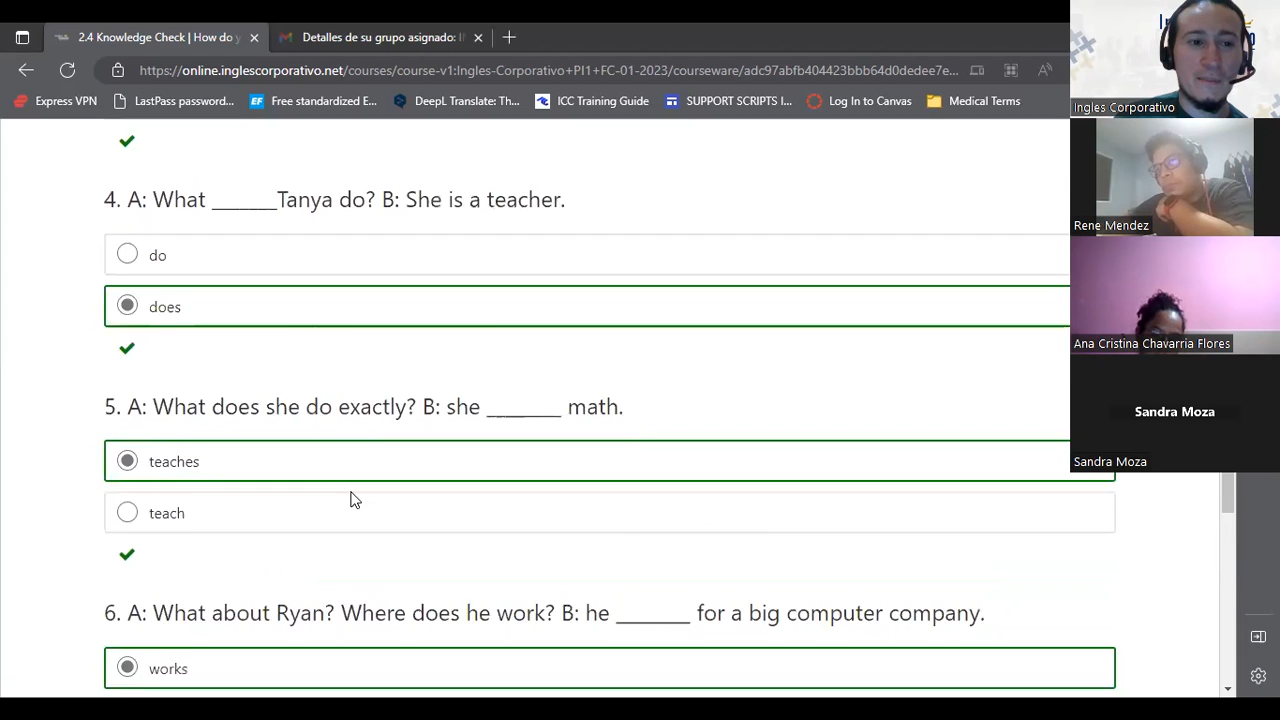 2.4 Knowledge Check | How do y
Detalles de su grupo asignado: I
https://online.inglescorporativo.net/courses/course-v1:Ingles-Corporativo+PI1+FC-01-2023/courseware/adc97abfb404423bbb64d0dedee7e...
Express VPN
LastPass password...
EF Free standardized E...
DeepL Translate: Th...
ICC Training Guide
SUPPORT SCRIPTS I...
Log In to Canvas
Medical Terms
Ingles Corporativo
Rene Mendez
Ana Cristina Chavarria Flores
Sandra Moza
Sandra Moza
4. A: What ______Tanya do? B: She is a teacher.
do
does
5. A: What does she do exactly? B: she _______ math.
teaches
teach
6. A: What about Ryan? Where does he work? B: he _______ for a big computer company.
works